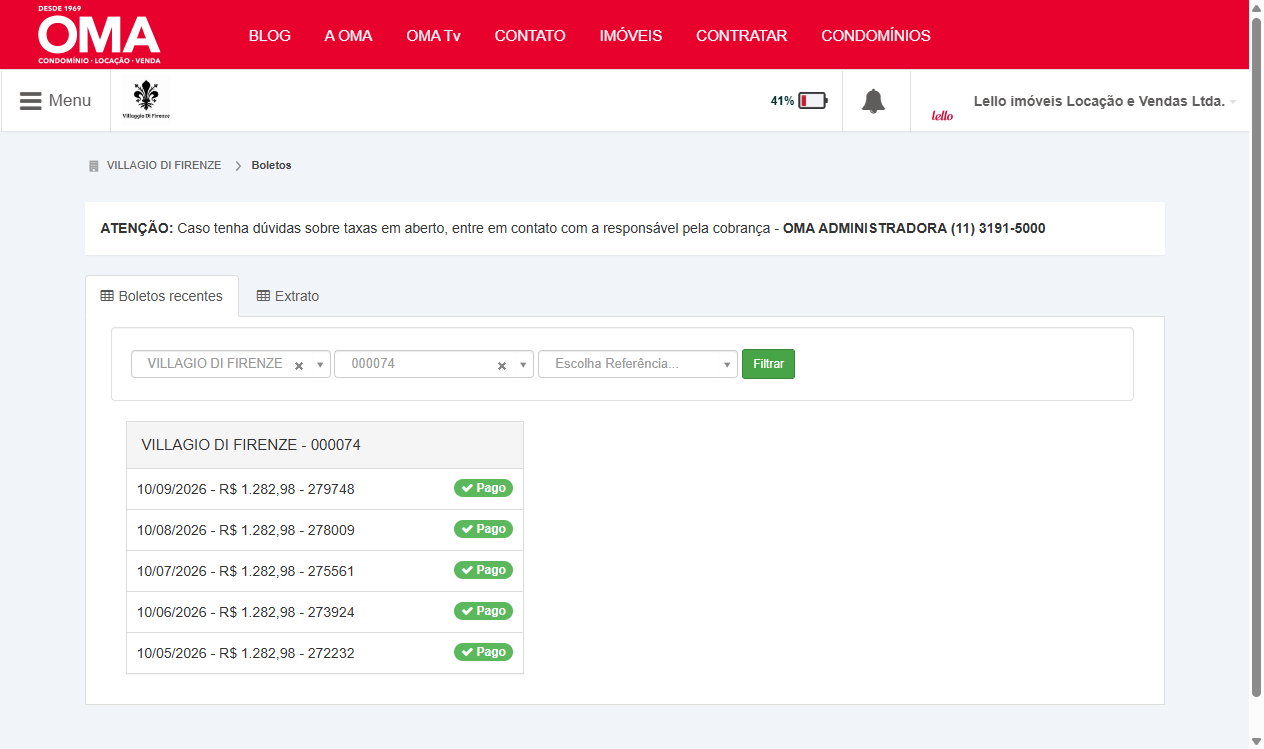 DESDE 1969
OMA
CONDOMÍNIO · LOCAÇÃO · VENDA
BLOG A OMA OMA Tv CONTATO IMÓVEIS CONTRATAR CONDOMÍNIOS
Menu
Villaggio Di Firenze
41%
lello
Lello imóveis Locação e Vendas Ltda.
VILLAGIO DI FIRENZE > Boletos
ATENÇÃO: Caso tenha dúvidas sobre taxas em aberto, entre em contato com a responsável pela cobrança - OMA ADMINISTRADORA (11) 3191-5000
Boletos recentes Extrato
VILLAGIO DI FIRENZE × 000074 × Escolha Referência... Filtrar
VILLAGIO DI FIRENZE - 000074
10/09/2026 - R$ 1.282,98 - 279748 Pago
10/08/2026 - R$ 1.282,98 - 278009 Pago
10/07/2026 - R$ 1.282,98 - 275561 Pago
10/06/2026 - R$ 1.282,98 - 273924 Pago
10/05/2026 - R$ 1.282,98 - 272232 Pago